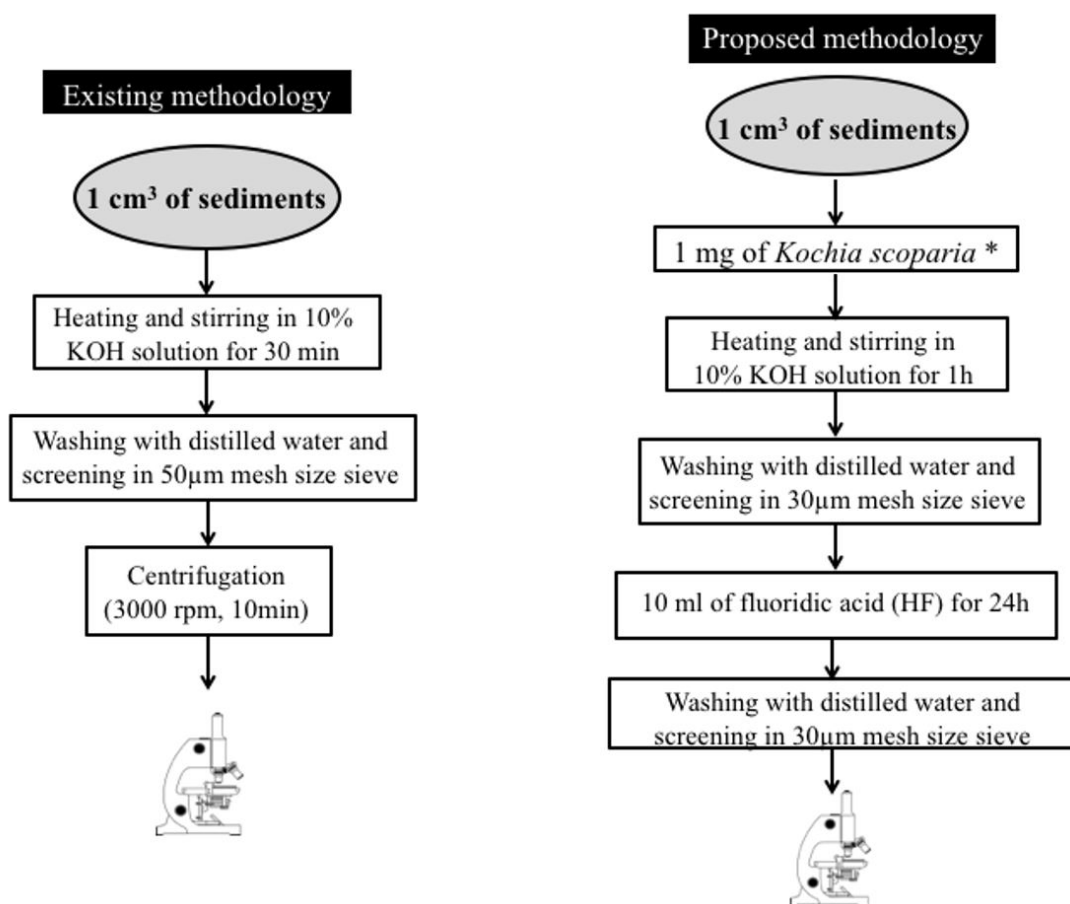 Existing methodology
1 cm³ of sediments
Heating and stirring in 10%
KOH solution for 30 min
Washing with distilled water and
screening in 50µm mesh size sieve
Centrifugation
(3000 rpm, 10min)
Proposed methodology
1 cm³ of sediments
1 mg of Kochia scoparia *
Heating and stirring in
10% KOH solution for 1h
Washing with distilled water and
screening in 30µm mesh size sieve
10 ml of fluoridic acid (HF) for 24h
Washing with distilled water and
screening in 30µm mesh size sieve